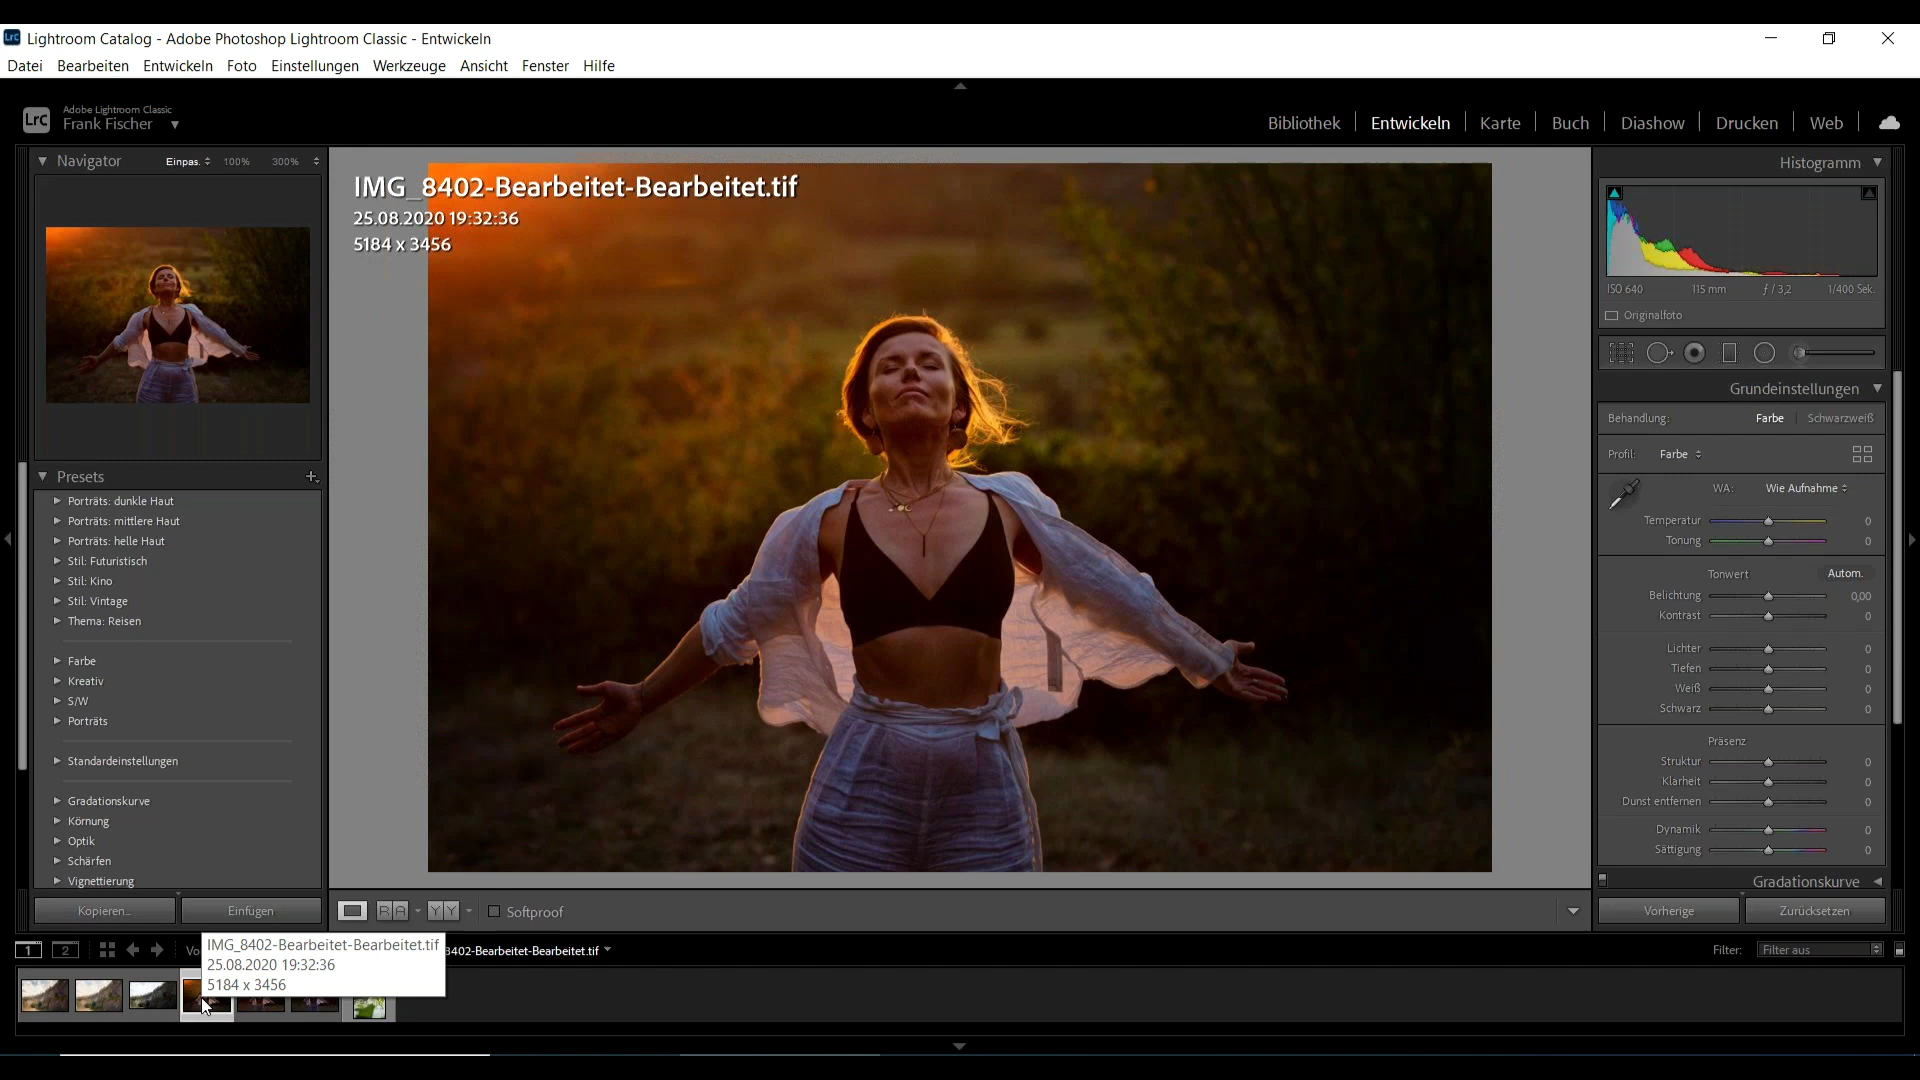 Lightroom Catalog - Adobe Photoshop Lightroom Classic - Entwickeln
Datei Bearbeiten Entwickeln Foto Einstellungen Werkzeuge Ansicht Fenster Hilfe
LrC
Adobe Lightroom Classic
Frank Fischer
Bibliothek Entwickeln Karte Buch Diashow Drucken Web
Navigator Einpas. 100% 300%
Presets
Porträts: dunkle Haut
Porträts: mittlere Haut
Porträts: helle Haut
Stil: Futuristisch
Stil: Kino
Stil: Vintage
Thema: Reisen
Farbe
Kreativ
S/W
Porträts
Standardeinstellungen
Gradationskurve
Körnung
Optik
Schärfen
Vignettierung
Kopieren... Einfügen
IMG_8402-Bearbeitet-Bearbeitet.tif
25.08.2020 19:32:36
5184 x 3456
Histogramm
ISO 640 115 mm ƒ / 3,2 1/400 Sek.
Originalfoto
Grundeinstellungen
Behandlung: Farbe Schwarzweiß
Profil: Farbe
WA: Wie Aufnahme
Temperatur 0
Tonung 0
Tonwert Autom.
Belichtung 0,00
Kontrast 0
Lichter 0
Tiefen 0
Weiß 0
Schwarz 0
Präsenz
Struktur 0
Klarheit 0
Dunst entfernen 0
Dynamik 0
Sättigung 0
Gradationskurve
Vorherige Zurücksetzen
R A Y Y Softproof
1 2 8402-Bearbeitet-Bearbeitet.tif
Filter: Filter aus
IMG_8402-Bearbeitet-Bearbeitet.tif
25.08.2020 19:32:36
5184 x 3456